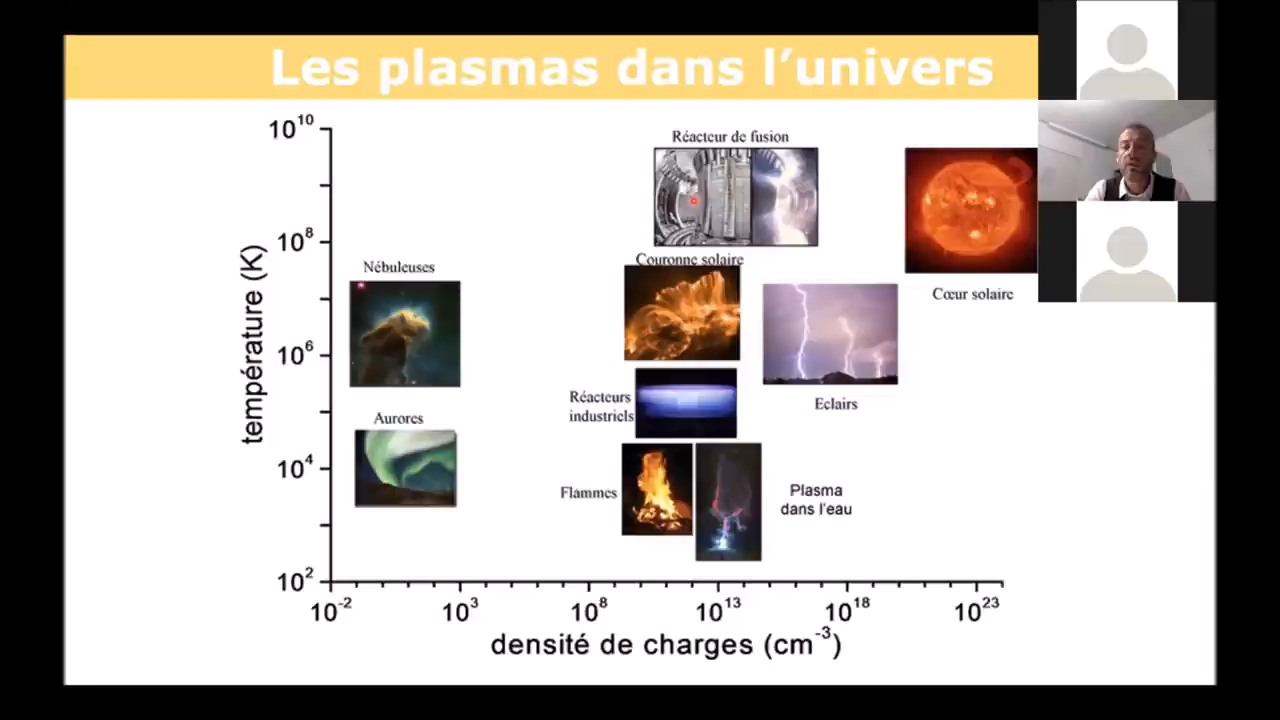 Les plasmas dans l’univers
10^10
10^8
10^6
10^4
10^2
température (K)
Réacteur de fusion
Couronne solaire
Nébuleuses
Cœur solaire
Réacteurs
industriels
Eclairs
Aurores
Flammes
Plasma
dans l’eau
10^-2
10^3
10^8
10^13
10^18
10^23
densité de charges (cm^-3)